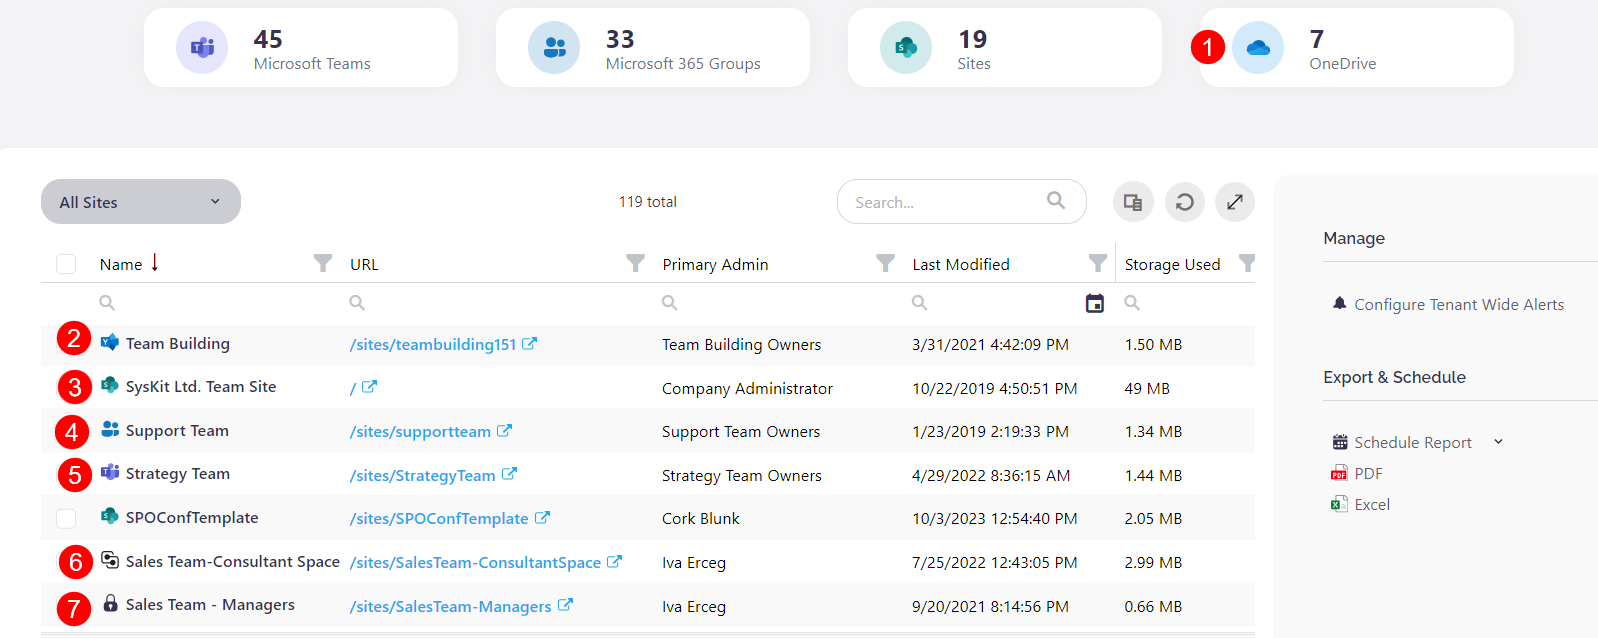 45
Microsoft Teams
33
Microsoft 365 Groups
19
Sites
1
7
OneDrive
All Sites
119 total
Search...
Name URL Primary Admin Last Modified Storage Used
2 Team Building /sites/teambuilding151 Team Building Owners 3/31/2021 4:42:09 PM 1.50 MB
3 SysKit Ltd. Team Site / Company Administrator 10/22/2019 4:50:51 PM 49 MB
4 Support Team /sites/supportteam Support Team Owners 1/23/2019 2:19:33 PM 1.34 MB
5 Strategy Team /sites/StrategyTeam Strategy Team Owners 4/29/2022 8:36:15 AM 1.44 MB
SPOConfTemplate /sites/SPOConfTemplate Cork Blunk 10/3/2023 12:54:40 PM 2.05 MB
6 Sales Team-Consultant Space /sites/SalesTeam-ConsultantSpace Iva Erceg 7/25/2022 12:43:05 PM 2.99 MB
7 Sales Team - Managers /sites/SalesTeam-Managers Iva Erceg 9/20/2021 8:14:56 PM 0.66 MB
Manage
Configure Tenant Wide Alerts
Export & Schedule
Schedule Report
PDF
Excel